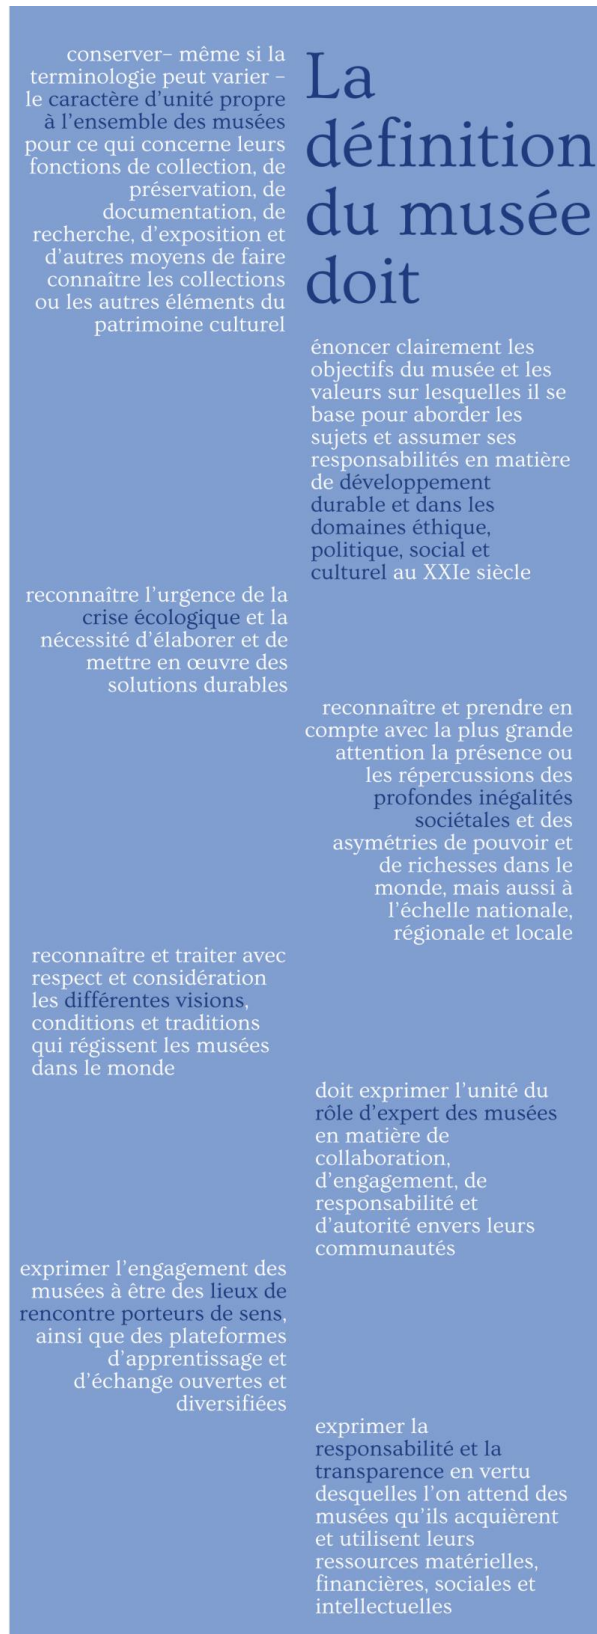 La
définition
du musée
doit
conserver– même si la
terminologie peut varier –
le caractère d’unité propre
à l’ensemble des musées
pour ce qui concerne leurs
fonctions de collection, de
préservation, de
documentation, de
recherche, d’exposition et
d’autres moyens de faire
connaître les collections
ou les autres éléments du
patrimoine culturel
énoncer clairement les
objectifs du musée et les
valeurs sur lesquelles il se
base pour aborder les
sujets et assumer ses
responsabilités en matière
de développement
durable et dans les
domaines éthique,
politique, social et
culturel au XXIe siècle
reconnaître l’urgence de la
crise écologique et la
nécessité d’élaborer et de
mettre en œuvre des
solutions durables
reconnaître et prendre en
compte avec la plus grande
attention la présence ou
les répercussions des
profondes inégalités
sociétales et des
asymétries de pouvoir et
de richesses dans le
monde, mais aussi à
l’échelle nationale,
régionale et locale
reconnaître et traiter avec
respect et considération
les différentes visions,
conditions et traditions
qui régissent les musées
dans le monde
doit exprimer l’unité du
rôle d’expert des musées
en matière de
collaboration,
d’engagement, de
responsabilité et
d’autorité envers leurs
communautés
exprimer l’engagement des
musées à être des lieux de
rencontre porteurs de sens,
ainsi que des plateformes
d’apprentissage et
d’échange ouvertes et
diversifiées
exprimer la
responsabilité et la
transparence en vertu
desquelles l’on attend des
musées qu’ils acquièrent
et utilisent leurs
ressources matérielles,
financières, sociales et
intellectuelles